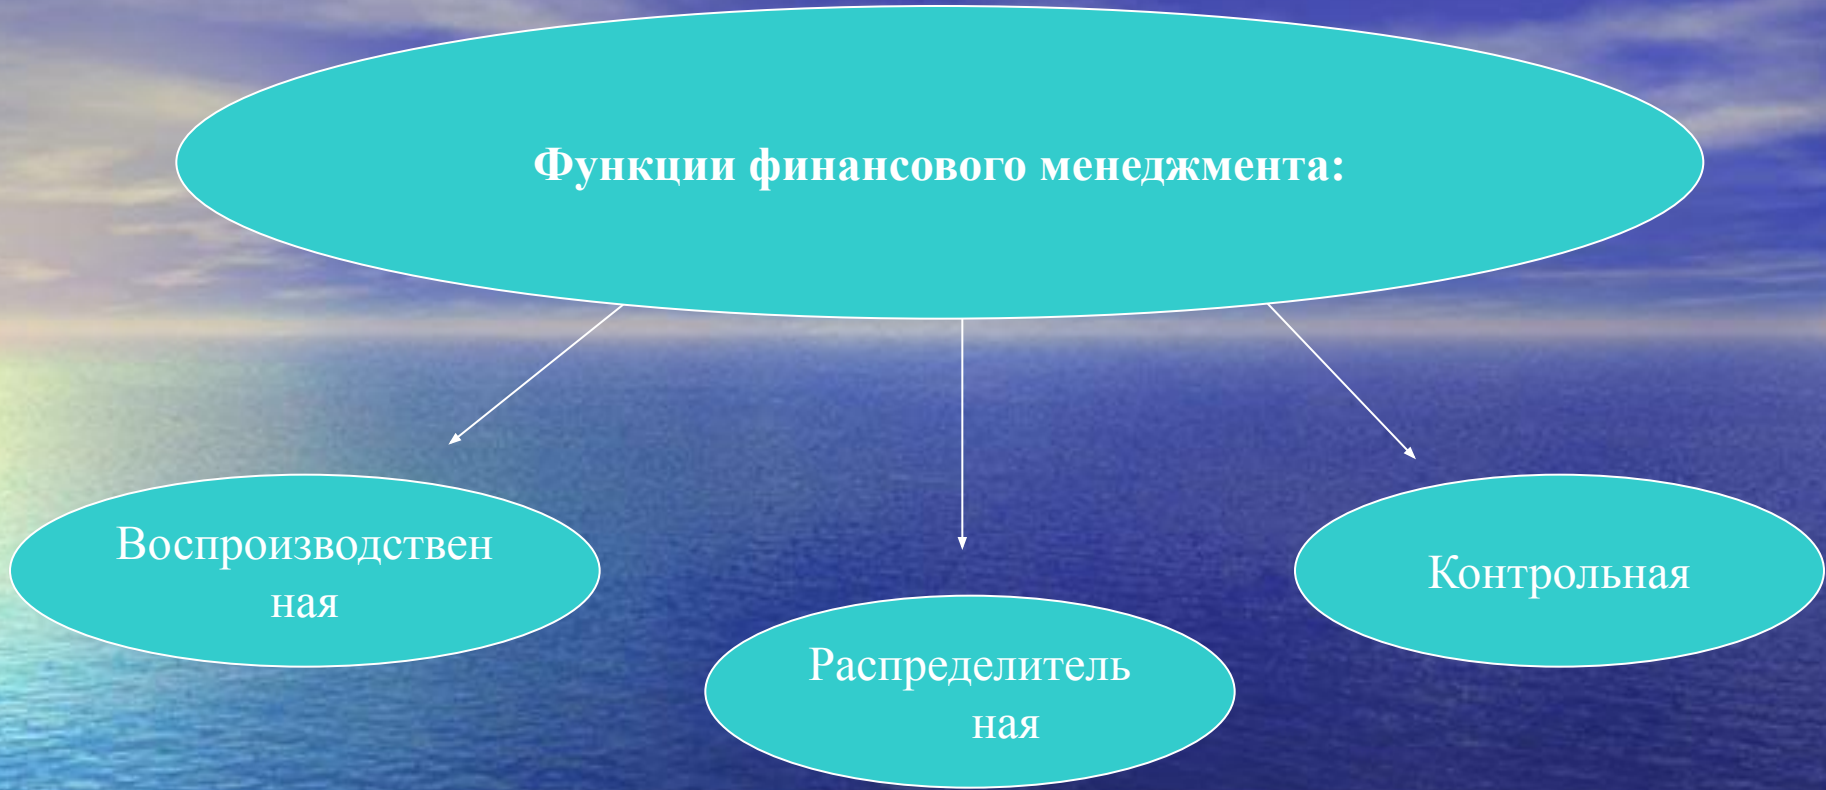 Функции финансового менеджмента:
Воспроизводствен
ная
Распределитель
ная
Контрольная